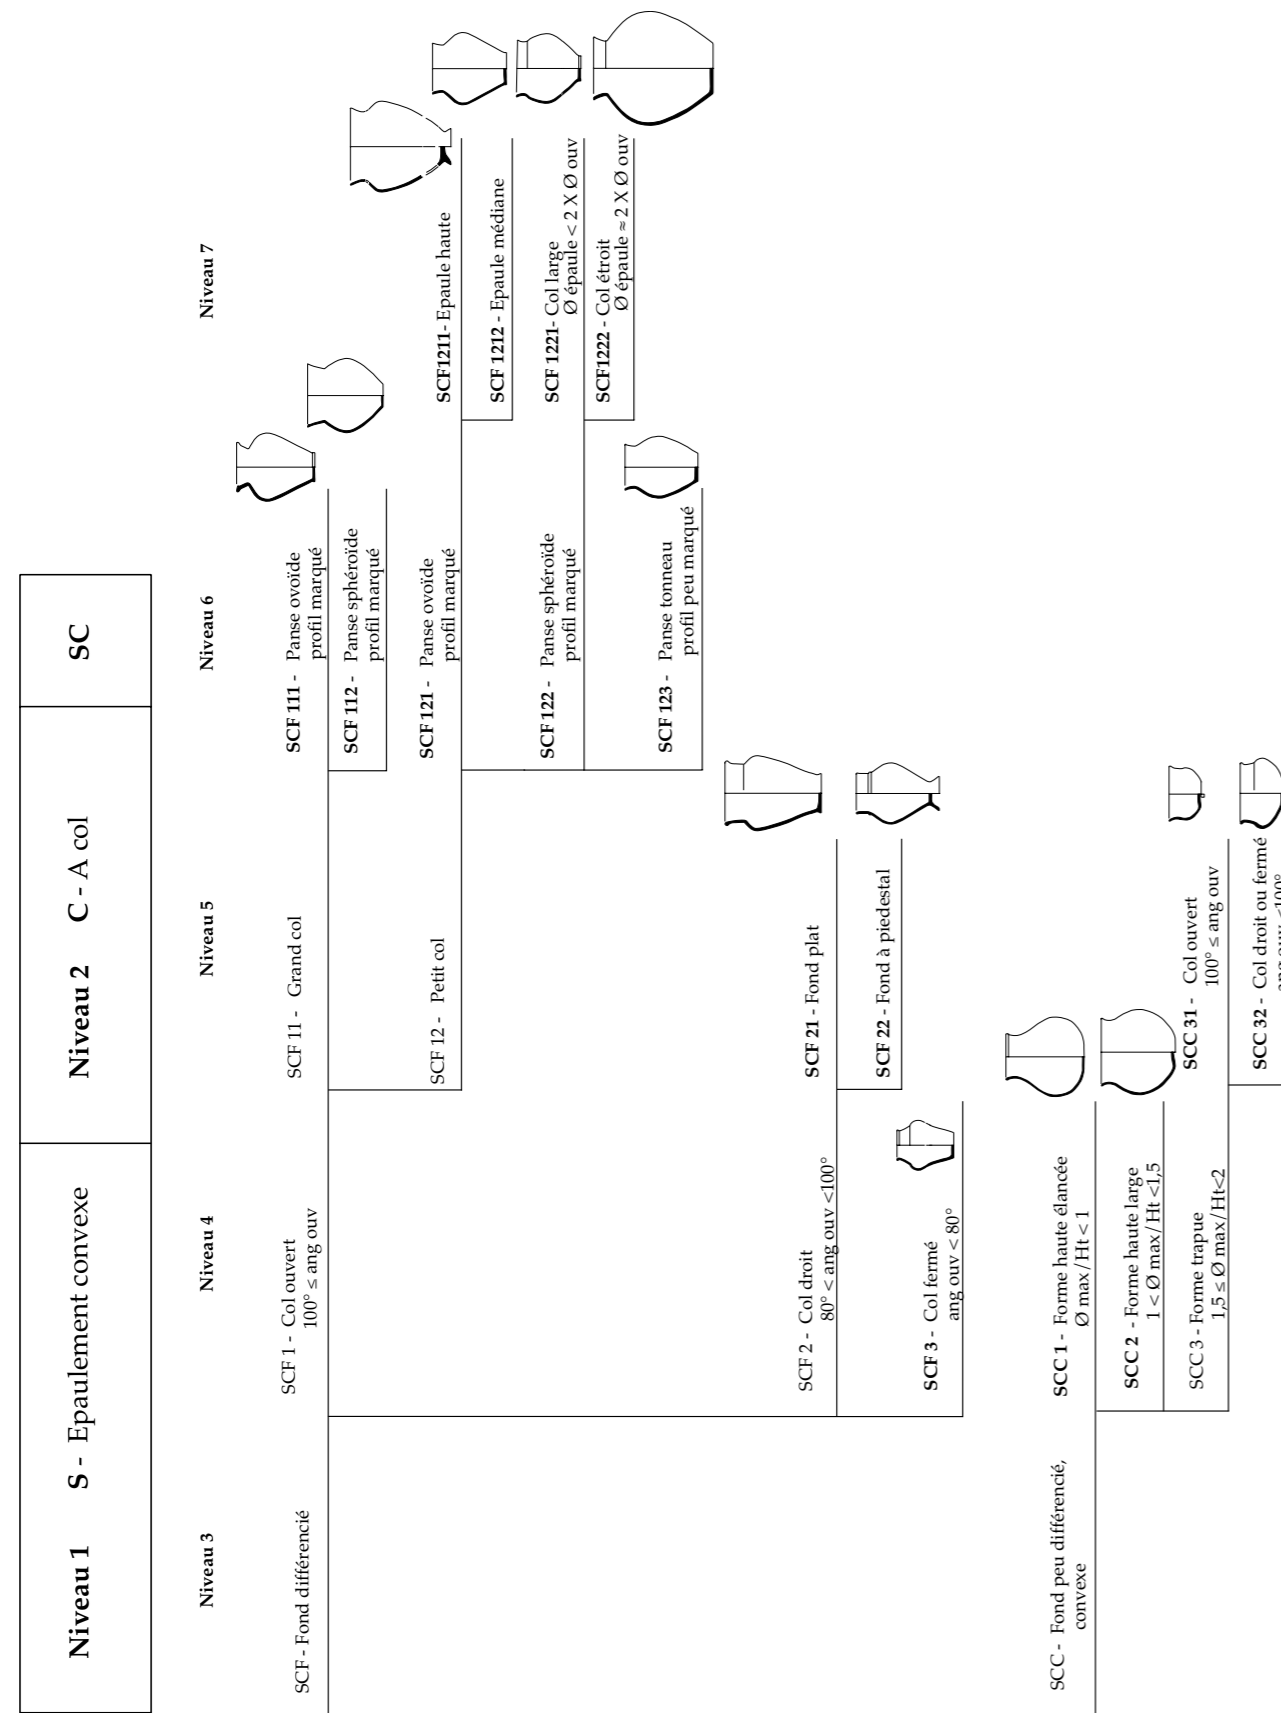 Niveau 1 S - Epaulement convexe
Niveau 2 C - A col
SC
Niveau 3
Niveau 4
Niveau 5
Niveau 6
Niveau 7
SCF - Fond différencié
SCF 1 - Col ouvert
100° ≤ ang ouv
SCF 11 - Grand col
SCF 111 - Panse ovoïde
profil marqué
SCF 112 - Panse sphéroïde
profil marqué
SCF 12 - Petit col
SCF 121 - Panse ovoïde
profil marqué
SCF1211- Epaule haute
SCF 1212 - Epaule médiane
SCF 122 - Panse sphéroïde
profil marqué
SCF 1221- Col large
Ø épaule < 2 X Ø ouv
SCF1222 - Col étroit
Ø épaule ≈ 2 X Ø ouv
SCF 123 - Panse tonneau
profil peu marqué
SCF 2 - Col droit
80° < ang ouv <100°
SCF 21 - Fond plat
SCF 22 - Fond à piedestal
SCF 3 - Col fermé
ang ouv < 80°
SCC - Fond peu différencié,
convexe
SCC 1 - Forme haute élancée
Ø max/Ht < 1
SCC 2 - Forme haute large
1 < Ø max/Ht <1,5
SCC 3 - Forme trapue
1,5 ≤ Ø max/Ht<2
SCC 31 - Col ouvert
100° ≤ ang ouv
SCC 32 - Col droit ou fermé
ang ouv <100°